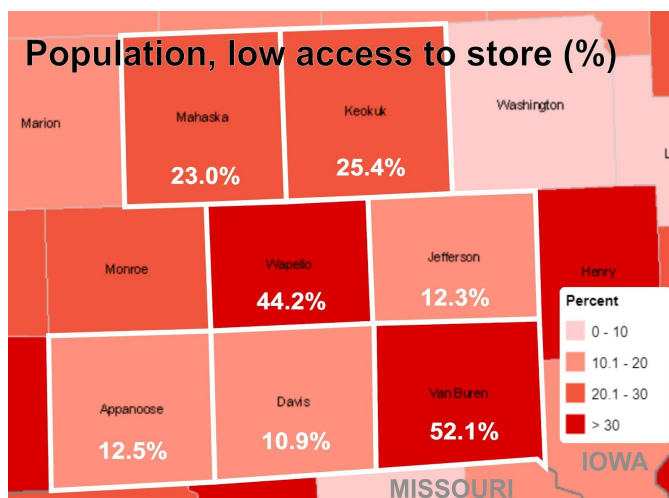 Population, low access to store (%)
Marion
Mahaska
23.0%
Keokuk
25.4%
Washington
L
Monroe
Wapello
44.2%
Jefferson
12.3%
Henry
Appanoose
12.5%
Davis
10.9%
Van Buren
52.1%
Percent
0 - 10
10.1 - 20
20.1 - 30
> 30
IOWA
MISSOURI